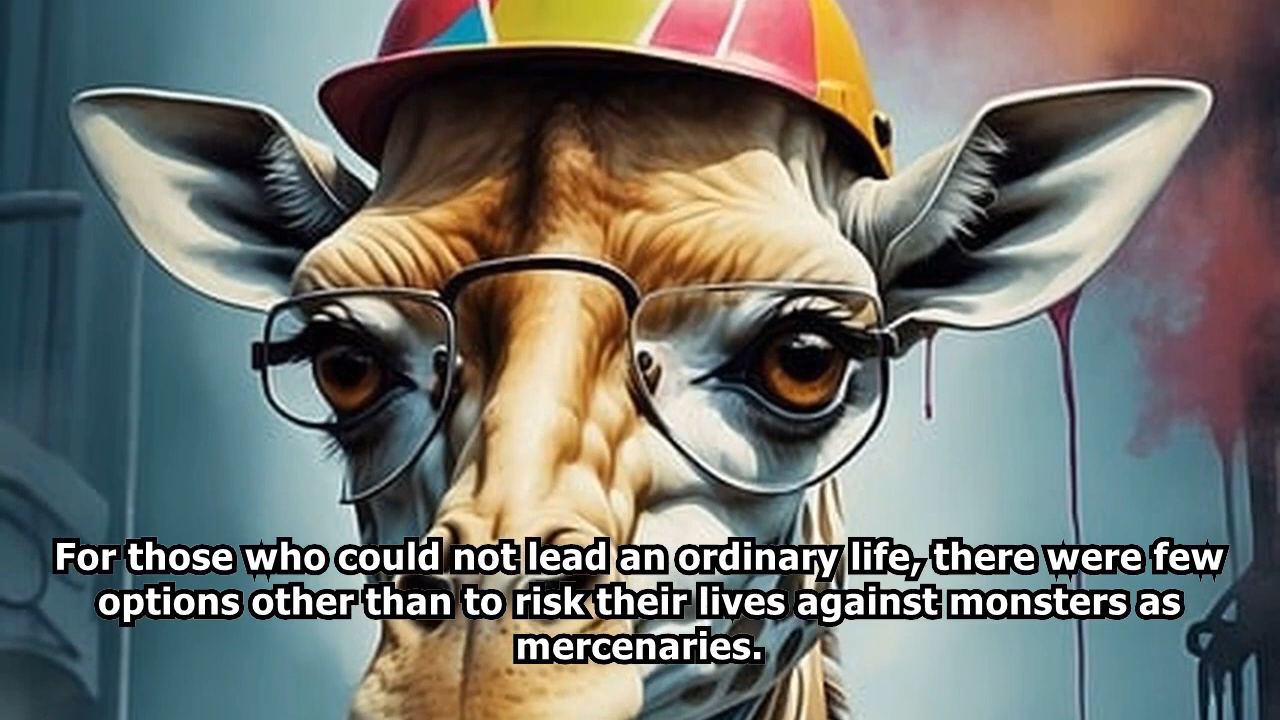 For those who could not lead an ordinary life, there were few
options other than to risk their lives against monsters as
mercenaries.